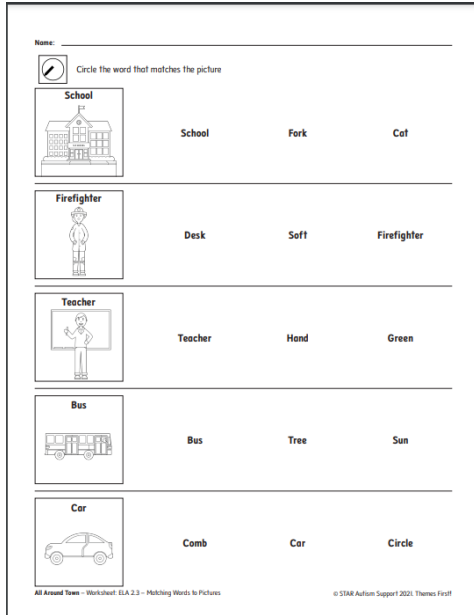 Name:
Circle the word that matches the picture
School
School Fork Cat
Firefighter
Desk Soft Firefighter
Teacher
Teacher Hand Green
Bus
Bus Tree Sun
Car
Comb Car Circle
All Around Town – Worksheet: ELA 2.3 – Matching Words to Pictures © STAR Autism Support 2021, Themes First!